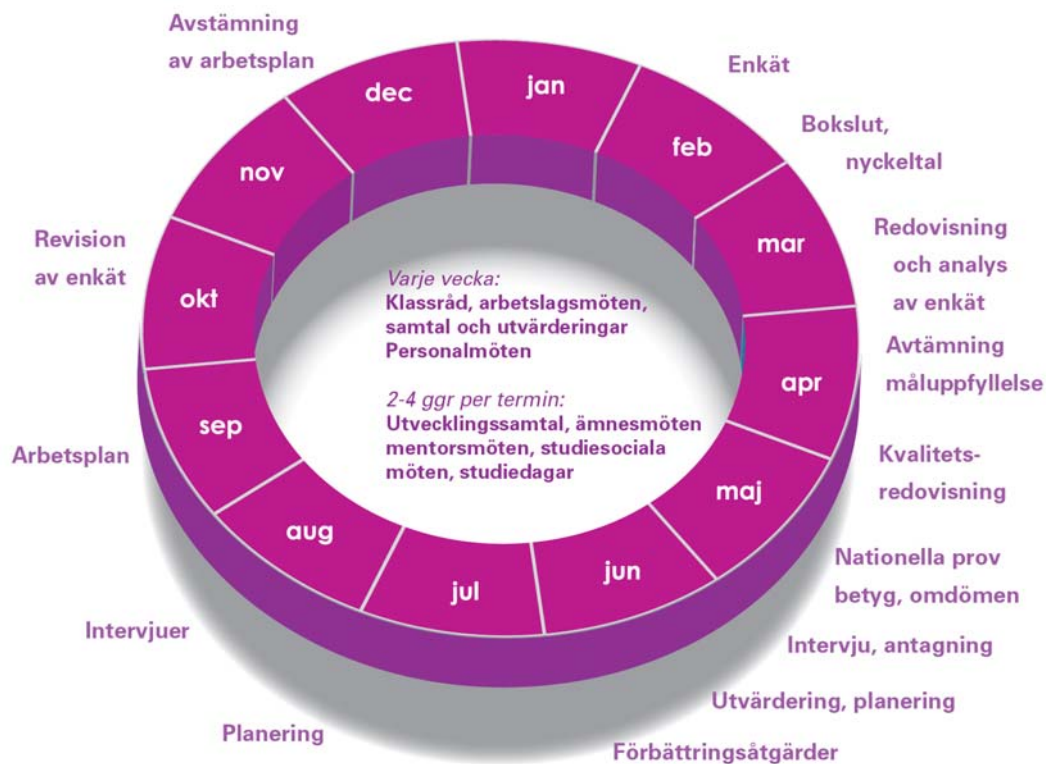 Avstämning
av arbetsplan
Enkät
Bokslut,
nyckeltal
Redovisning
och analys
av enkät
Avtämning
måluppfyllelse
Kvalitets-
redovisning
Nationella prov
betyg, omdömen
Intervju, antagning
Utvärdering, planering
Förbättringsåtgärder
Planering
Intervjuer
Arbetsplan
Revision
av enkät
jan
feb
mar
apr
maj
jun
jul
aug
sep
okt
nov
dec
Varje vecka:
Klassråd, arbetslagsmöten,
samtal och utvärderingar
Personalmöten
2-4 ggr per termin:
Utvecklingssamtal, ämnesmöten
mentorsmöten, studiesociala
möten, studiedagar